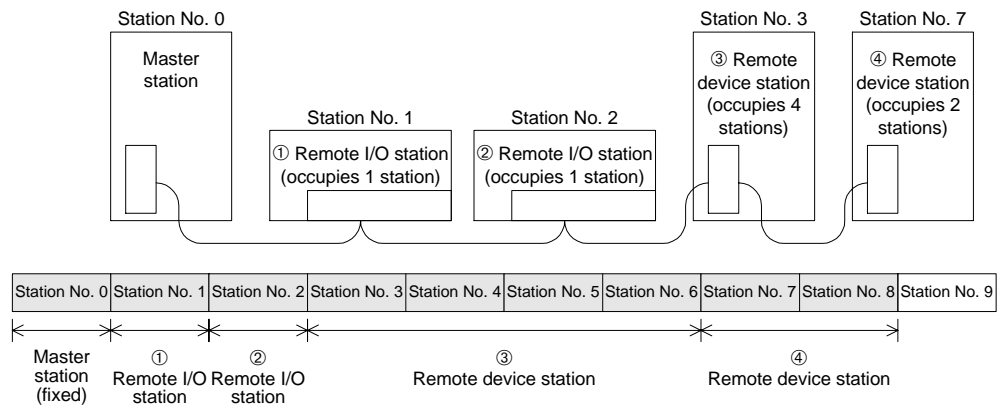 Station No. 0
Station No. 3
Station No. 7
Master
station
③ Remote
device station
(occupies 4
stations)
④ Remote
device station
(occupies 2
stations)
Station No. 1
Station No. 2
① Remote I/O station
(occupies 1 station)
② Remote I/O station
(occupies 1 station)
Station No. 0 Station No. 1 Station No. 2 Station No. 3 Station No. 4 Station No. 5 Station No. 6 Station No. 7 Station No. 8 Station No. 9
Master
station
(fixed)
①
Remote I/O
station
②
Remote I/O
station
③
Remote device station
④
Remote device station